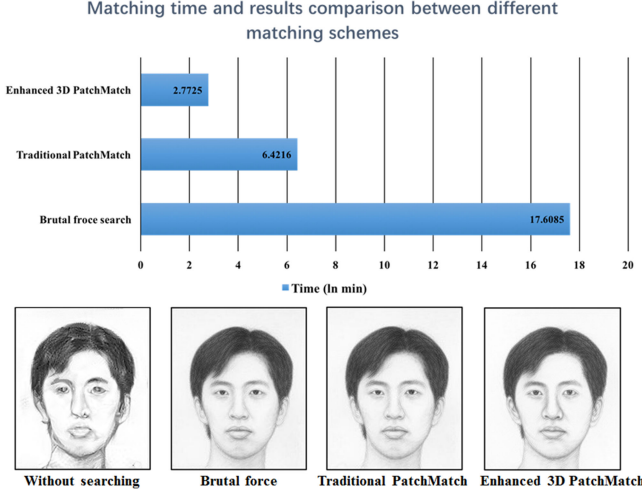 Matching time and results comparison between different
matching schemes
Enhanced 3D PatchMatch
2.7725
Traditional PatchMatch
6.4216
Brutal froce search
17.6085
0 2 4 6 8 10 12 14 16 18 20
Time (In min)
Without searching Brutal force Traditional PatchMatch Enhanced 3D PatchMatch